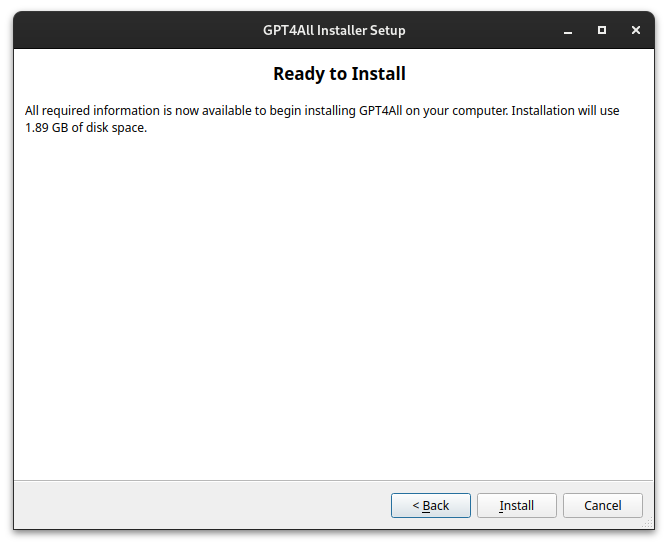 GPT4All Installer Setup
Ready to Install
All required information is now available to begin installing GPT4All on your computer. Installation will use
1.89 GB of disk space.
< Back
Install
Cancel